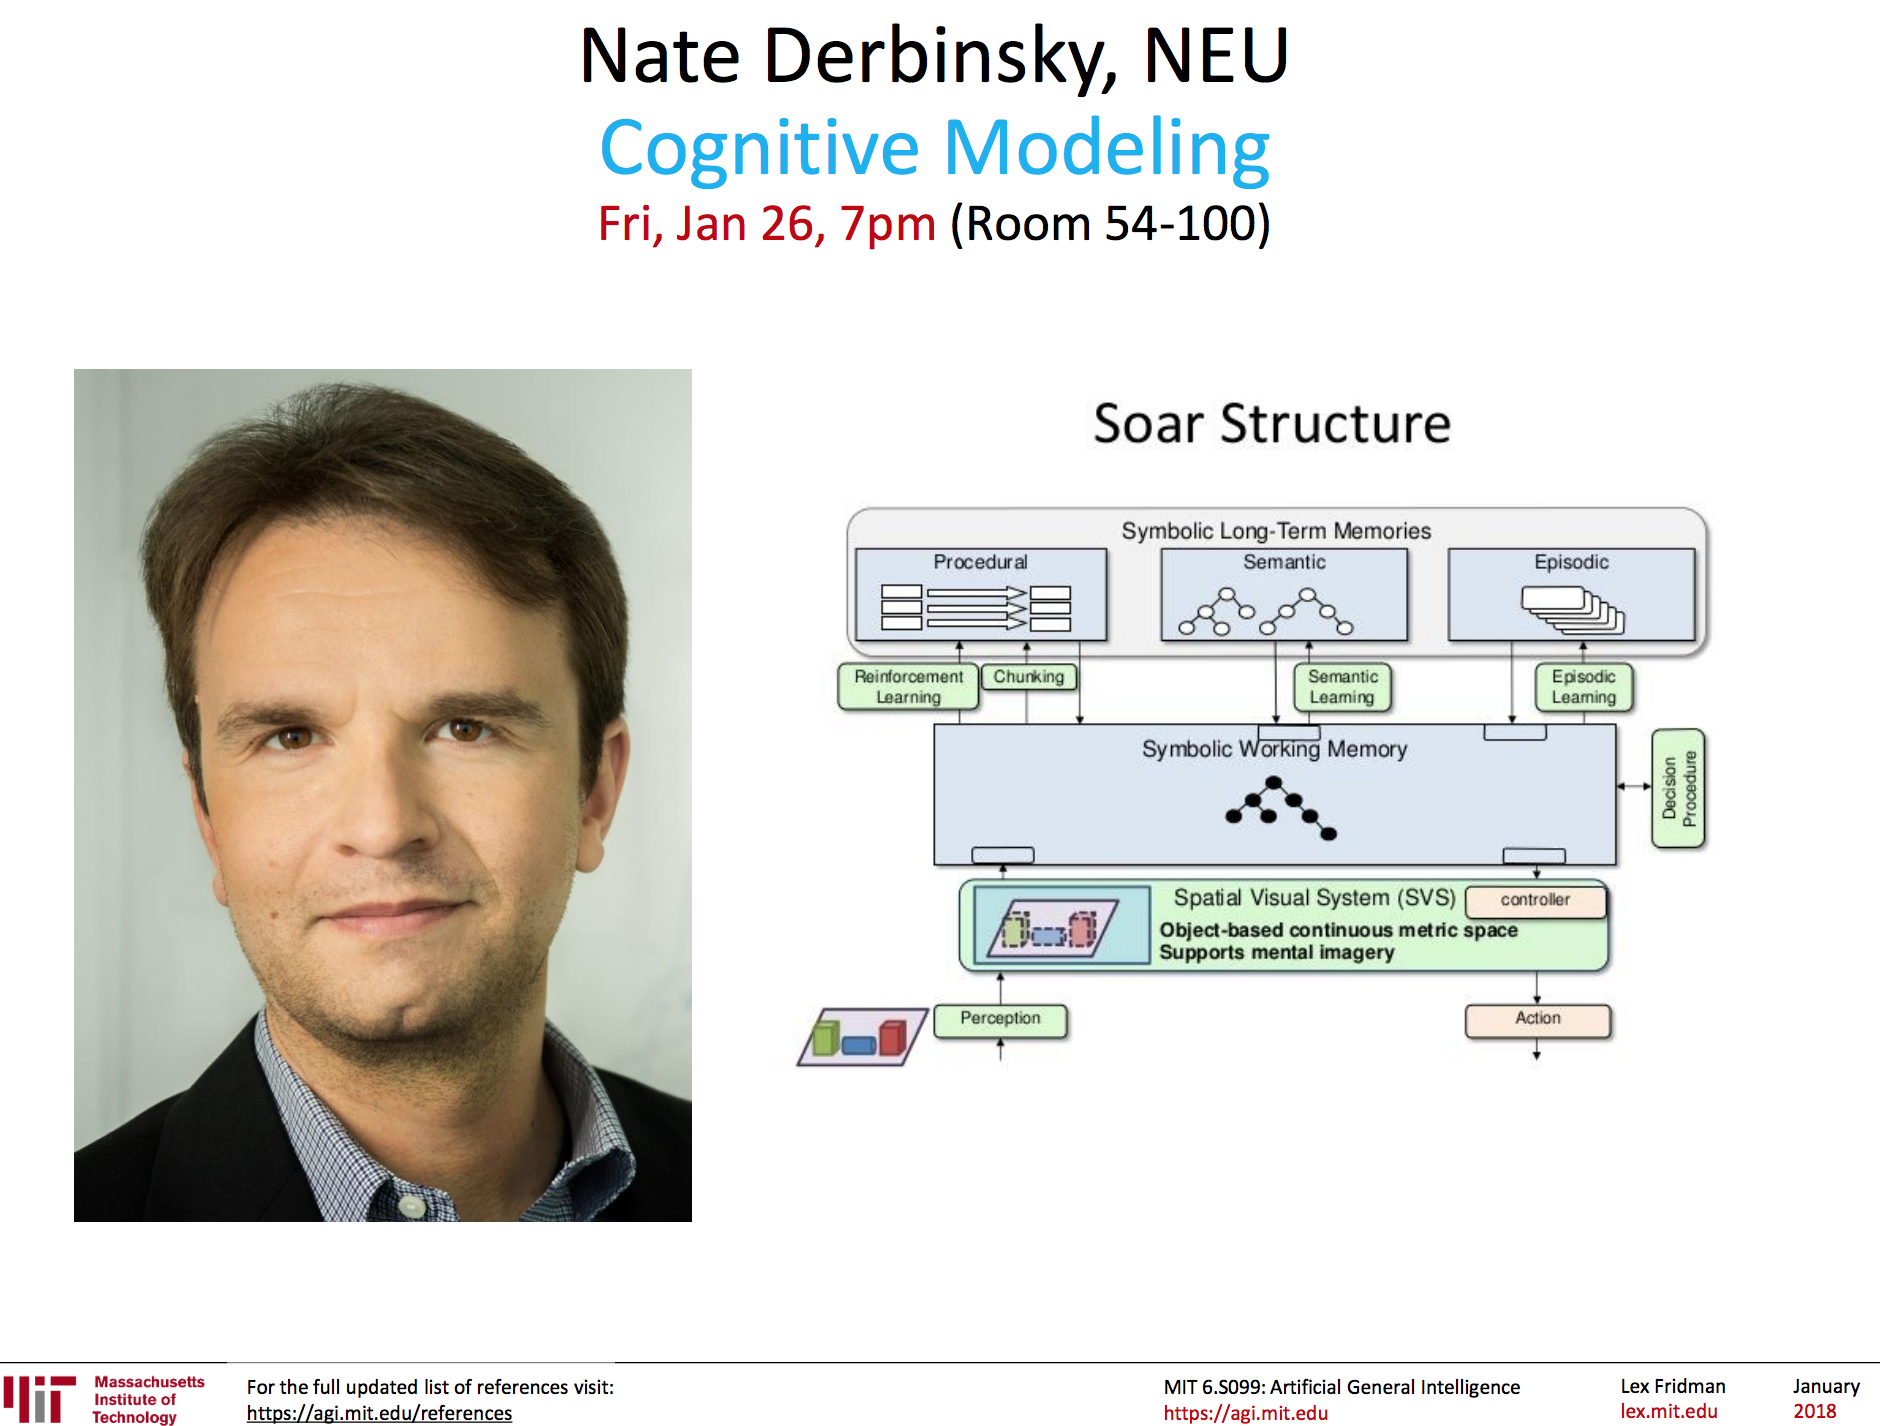 Nate Derbinsky, NEU
Cognitive Modeling
Fri, Jan 26, 7pm (Room 54-100)
Soar Structure
Symbolic Long-Term Memories
Procedural
Semantic
Episodic
Reinforcement
Learning
Chunking
Semantic
Learning
Episodic
Learning
Symbolic Working Memory
Decision
Procedure
Spatial Visual System (SVS)
controller
Object-based continuous metric space
Supports mental imagery
Perception
Action
Massachusetts
Institute of
Technology
For the full updated list of references visit:
https://agi.mit.edu/references
MIT 6.S099: Artificial General Intelligence
https://agi.mit.edu
Lex Fridman
lex.mit.edu
January
2018